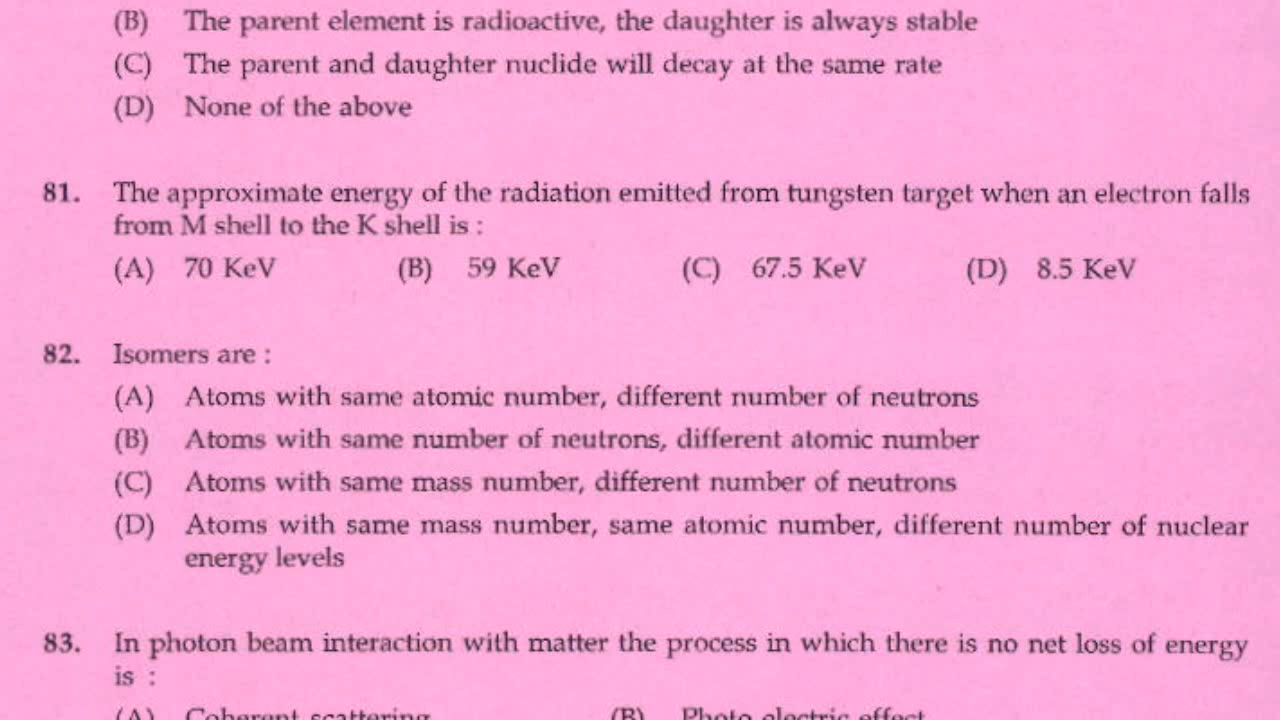 (B) The parent element is radioactive, the daughter is always stable
(C) The parent and daughter nuclide will decay at the same rate
(D) None of the above
81. The approximate energy of the radiation emitted from tungsten target when an electron falls
from M shell to the K shell is :
(A) 70 KeV (B) 59 KeV (C) 67.5 KeV (D) 8.5 KeV
82. Isomers are :
(A) Atoms with same atomic number, different number of neutrons
(B) Atoms with same number of neutrons, different atomic number
(C) Atoms with same mass number, different number of neutrons
(D) Atoms with same mass number, same atomic number, different number of nuclear
energy levels
83. In photon beam interaction with matter the process in which there is no net loss of energy
is :
(A) Coherent scattering (B) Photo electric effect